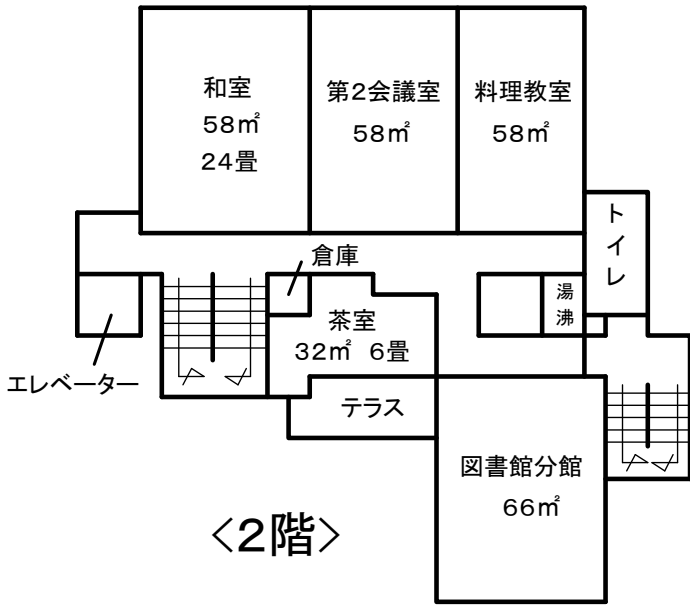 和室
58㎡
24畳
第2会議室
58㎡
料理教室
58㎡
トイレ
倉庫
湯沸
茶室
32㎡ 6畳
エレベーター
テラス
図書館分館
66㎡
<2階>